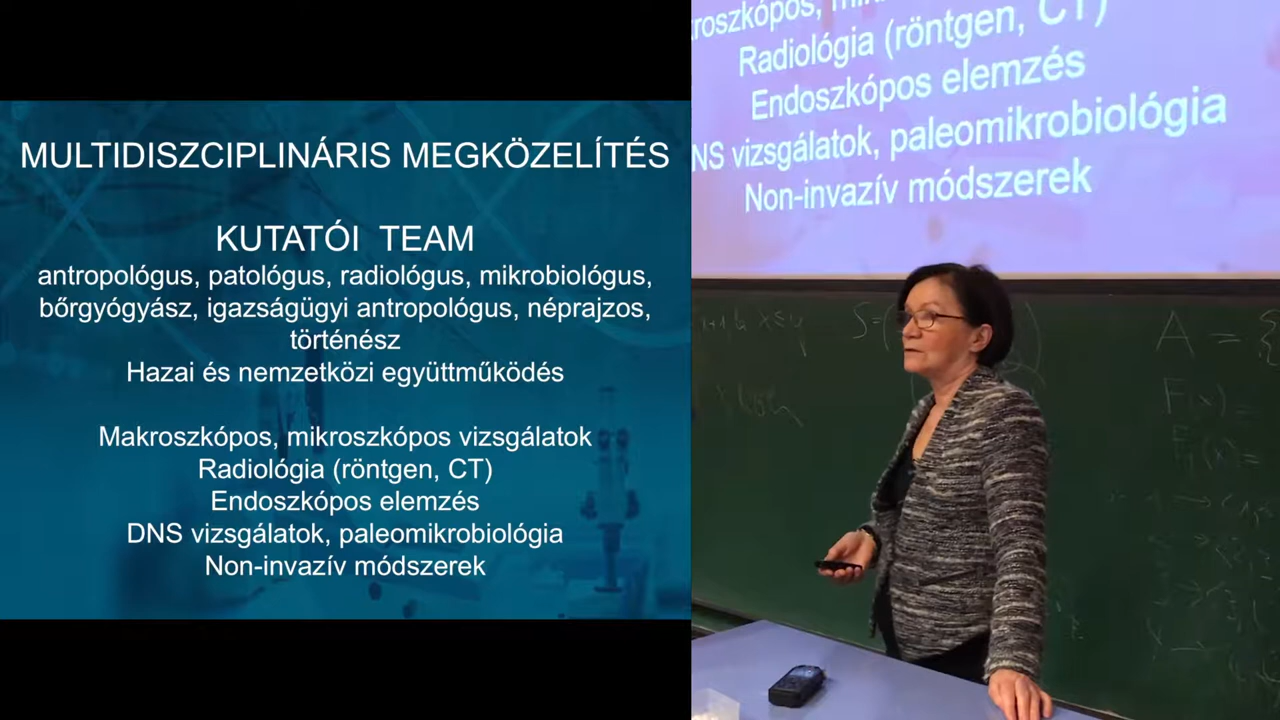 MULTIDISZCIPLINÁRIS MEGKÖZELÍTÉS
KUTATÓI TEAM
antropológus, patológus, radiológus, mikrobiológus,
bőrgyógyász, igazságügyi antropológus, néprajzos,
történész
Hazai és nemzetközi együttműködés
Makroszkópos, mikroszkópos vizsgálatok
Radiológia (röntgen, CT)
Endoszkópos elemzés
DNS vizsgálatok, paleomikrobiológia
Non-invazív módszerek
Radiológia (röntgen, CT)
Endoszkópos elemzés
NS vizsgálatok, paleomikrobiológia
Non-invazív módszerek
A = {
F(x) =